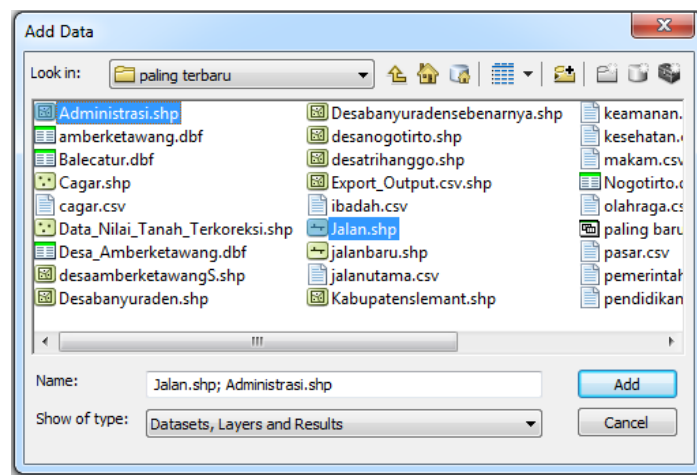 Add Data
Look in:
paling terbaru
Administrasi.shp
amberketawang.dbf
Balecatur.dbf
Cagar.shp
cagar.csv
Data_Nilai_Tanah_Terkoreksi.shp
Desa_Amberketawang.dbf
desaamberketawangS.shp
Desabanyuraden.shp
Desabanyuradensebenarnya.shp
desanogotirto.shp
desatrihanggo.shp
Export_Output.csv.shp
ibadah.csv
Jalan.shp
jalanbaru.shp
jalanutama.csv
Kabupatenslemant.shp
keamanan.
kesehatan.
makam.csv
Nogotirto.
olahraga.cs
paling baru
pasar.csv
pemerintah
pendidikan
Name:
Jalan.shp; Administrasi.shp
Add
Show of type:
Datasets, Layers and Results
Cancel